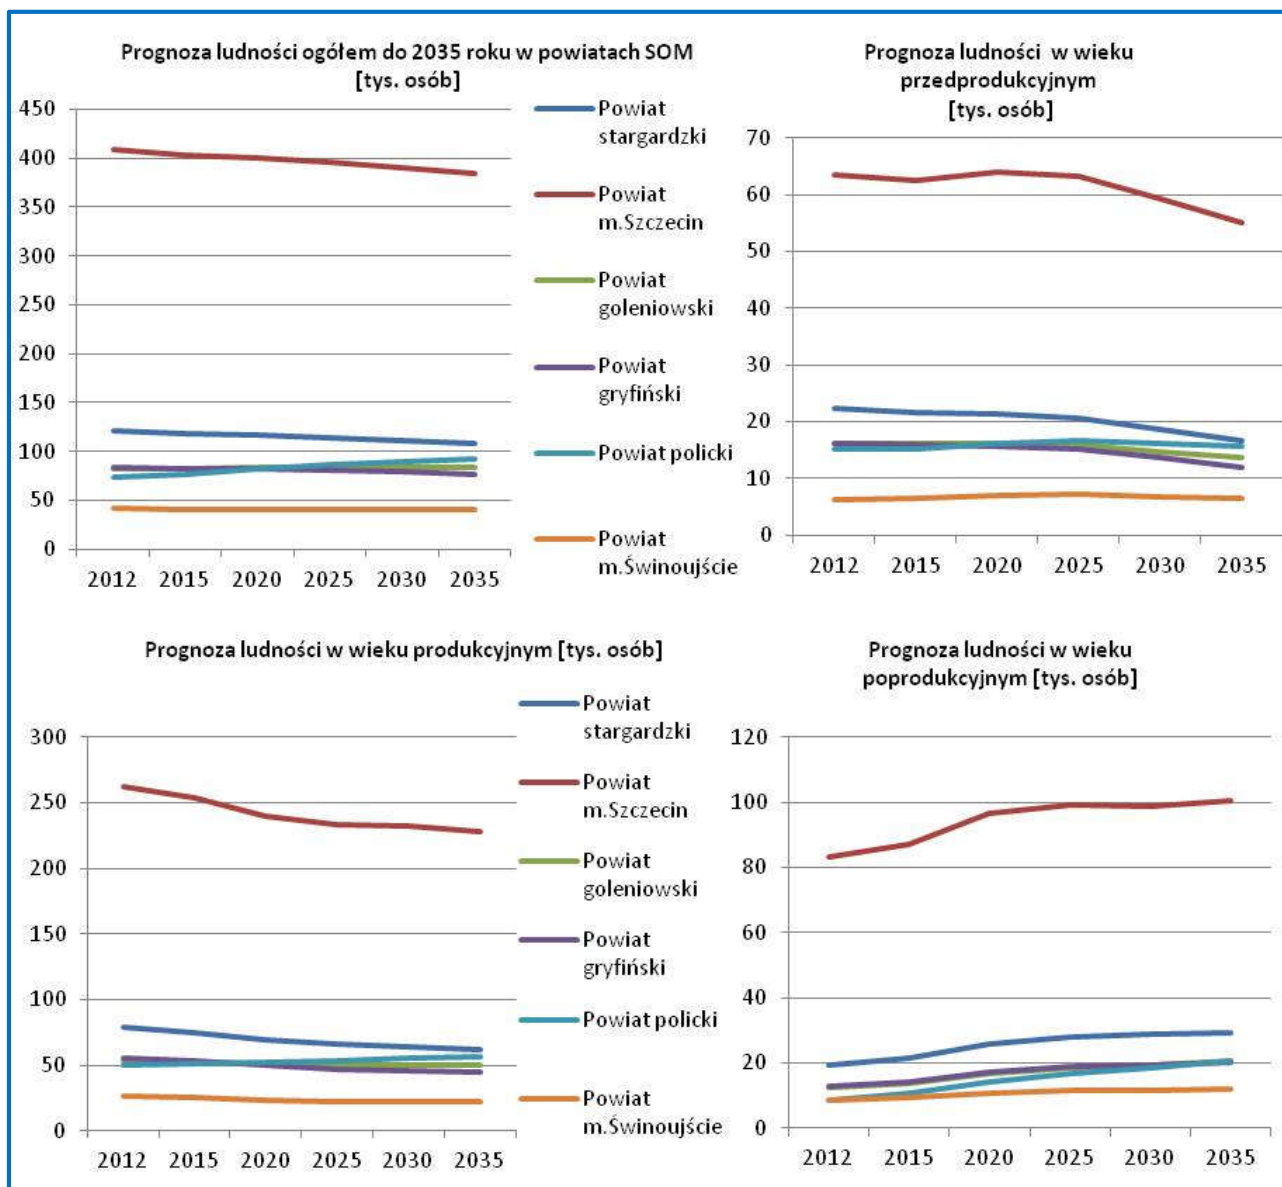 Prognoza ludności ogółem do 2035 roku w powiatach SOM
[tys. osób]
450
400
350
300
250
200
150
100
50
0
2012 2015 2020 2025 2030 2035
Powiat
stargardzki
Powiat
m.Szczecin
Powiat
goleniowski
Powiat
gryfiński
Powiat policki
Powiat
m.Świnoujście
Prognoza ludności w wieku
przedprodukcyjnym
[tys. osób]
70
60
50
40
30
20
10
0
2012 2015 2020 2025 2030 2035
Prognoza ludności w wieku produkcyjnym [tys. osób]
300
250
200
150
100
50
0
2012 2015 2020 2025 2030 2035
Powiat
stargardzki
Powiat
m.Szczecin
Powiat
goleniowski
Powiat
gryfiński
Powiat policki
Powiat
m.Świnoujście
Prognoza ludności w wieku
poprodukcyjnym [tys. osób]
120
100
80
60
40
20
0
2012 2015 2020 2025 2030 2035